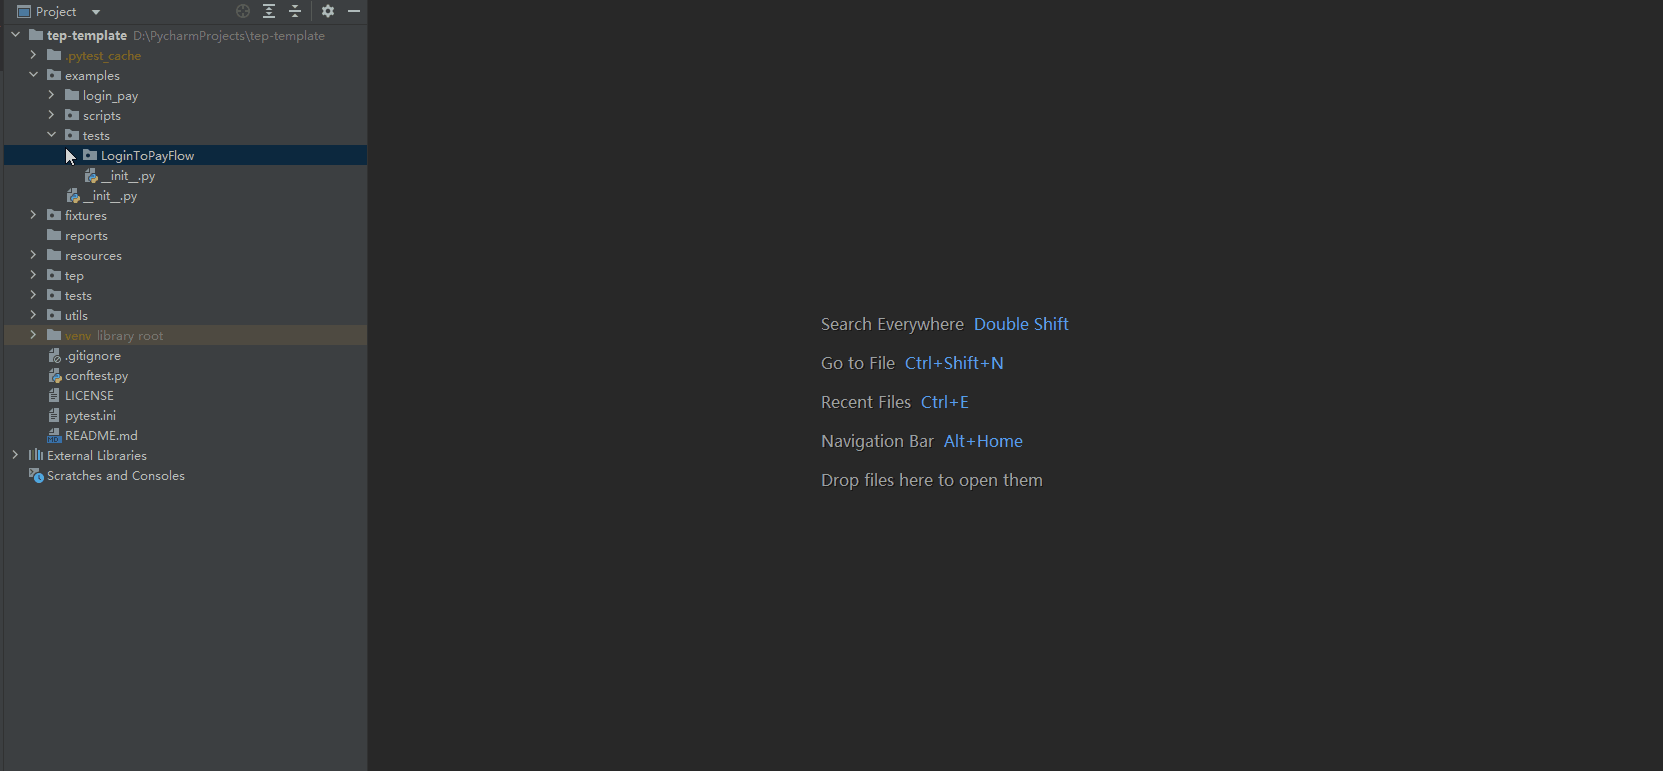 Project
tep-template D:\PycharmProjects\tep-template
.pytest_cache
examples
login_pay
scripts
tests
LoginToPayFlow
__init__.py
__init__.py
fixtures
reports
resources
tep
tests
utils
venv library root
.gitignore
conftest.py
LICENSE
pytest.ini
README.md
External Libraries
Scratches and Consoles
Search Everywhere Double Shift
Go to File Ctrl+Shift+N
Recent Files Ctrl+E
Navigation Bar Alt+Home
Drop files here to open them